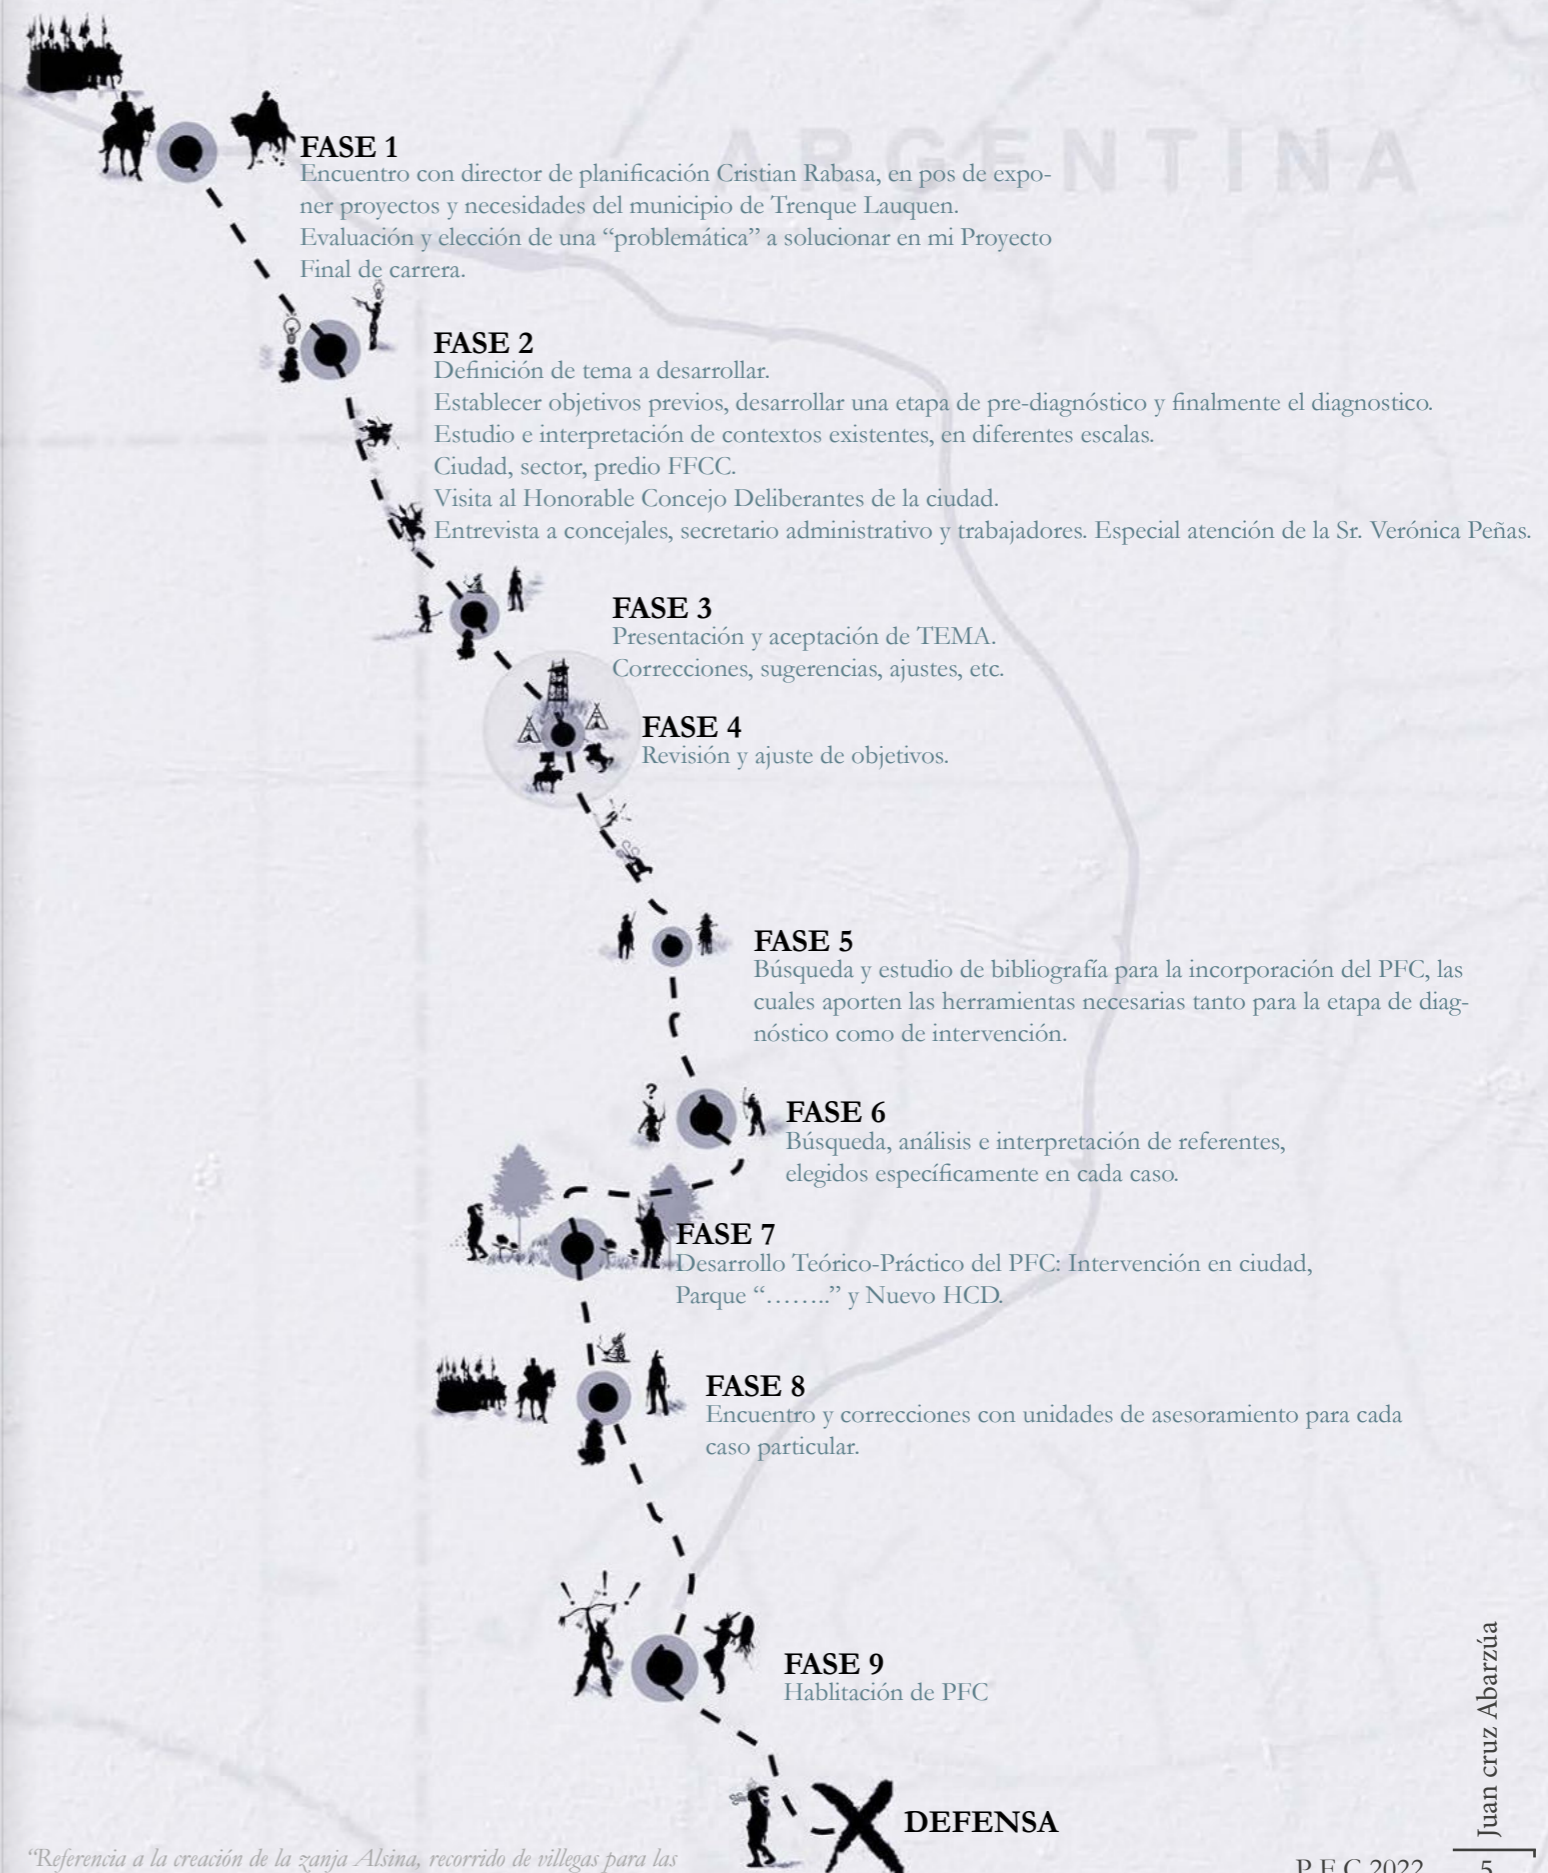 ARGENTINA
FASE 1
Encuentro con director de planificación Cristian Rabasa, en pos de expo-
ner proyectos y necesidades del municipio de Trenque Lauquen.
Evaluación y elección de una “problemática” a solucionar en mi Proyecto
Final de carrera.
FASE 2
Definición de tema a desarrollar.
Establecer objetivos previos, desarrollar una etapa de pre-diagnóstico y finalmente el diagnostico.
Estudio e interpretación de contextos existentes, en diferentes escalas.
Ciudad, sector, predio FFCC.
Visita al Honorable Concejo Deliberantes de la ciudad.
Entrevista a concejales, secretario administrativo y trabajadores. Especial atención de la Sr. Verónica Peñas.
FASE 3
Presentación y aceptación de TEMA.
Correcciones, sugerencias, ajustes, etc.
FASE 4
Revisión y ajuste de objetivos.
FASE 5
Búsqueda y estudio de bibliografía para la incorporación del PFC, las
cuales aporten las herramientas necesarias tanto para la etapa de diag-
nóstico como de intervención.
?
FASE 6
Búsqueda, análisis e interpretación de referentes,
elegidos específicamente en cada caso.
FASE 7
Desarrollo Teórico-Práctico del PFC: Intervención en ciudad,
Parque “……..” y Nuevo HCD.
FASE 8
Encuentro y correcciones con unidades de asesoramiento para cada
caso particular.
! ! !
FASE 9
Hablitación de PFC
X DEFENSA
“Referencia a la creación de la zanja Alsina, recorrido de villegas para las
Juan cruz Abarzúa
P.F.C 2022
5